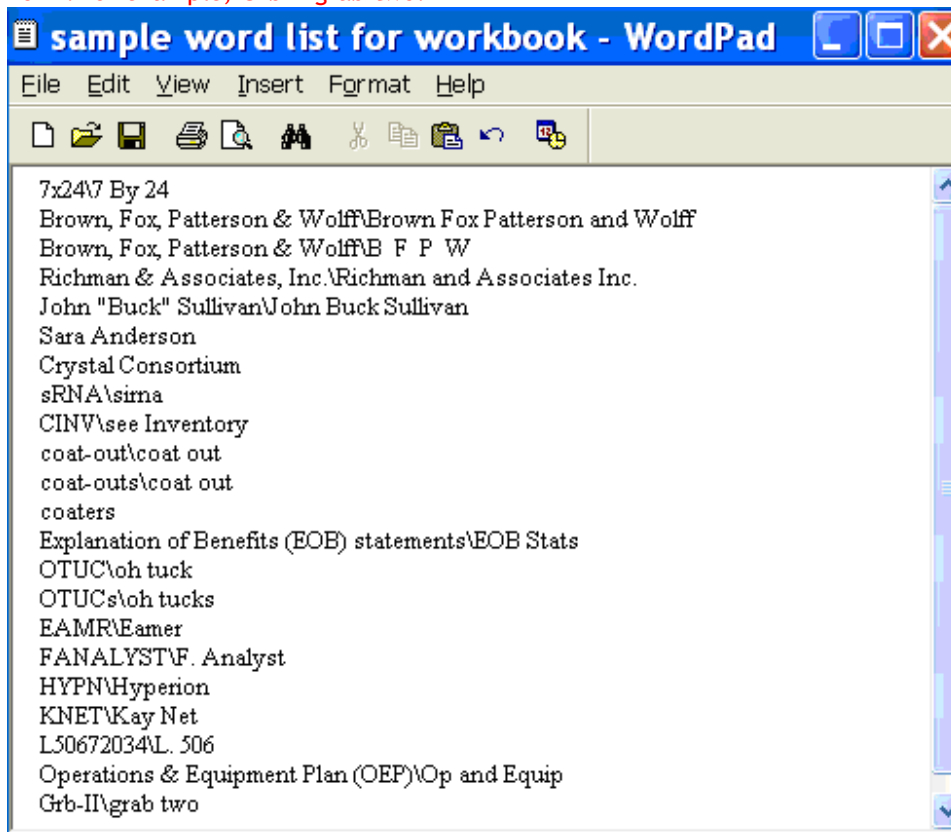 sample word list for workbook - WordPad
File Edit View Insert Format Help
7x24\7 By 24
Brown, Fox, Patterson & Wolff\Brown Fox Patterson and Wolff
Brown, Fox, Patterson & Wolff\B F P W
Richman & Associates, Inc.\Richman and Associates Inc.
John "Buck" Sullivan\John Buck Sullivan
Sara Anderson
Crystal Consortium
sRNA\sirna
CINV\see Inventory
coat-out\coat out
coat-outs\coat out
coaters
Explanation of Benefits (EOB) statements\EOB Stats
OTUC\oh tuck
OTUCs\oh tucks
EAMR\Eamer
FANALYST\F. Analyst
HYPN\Hyperion
KNET\Kay Net
L50672034\L. 506
Operations & Equipment Plan (OEP)\Op and Equip
Grb-II\grab two